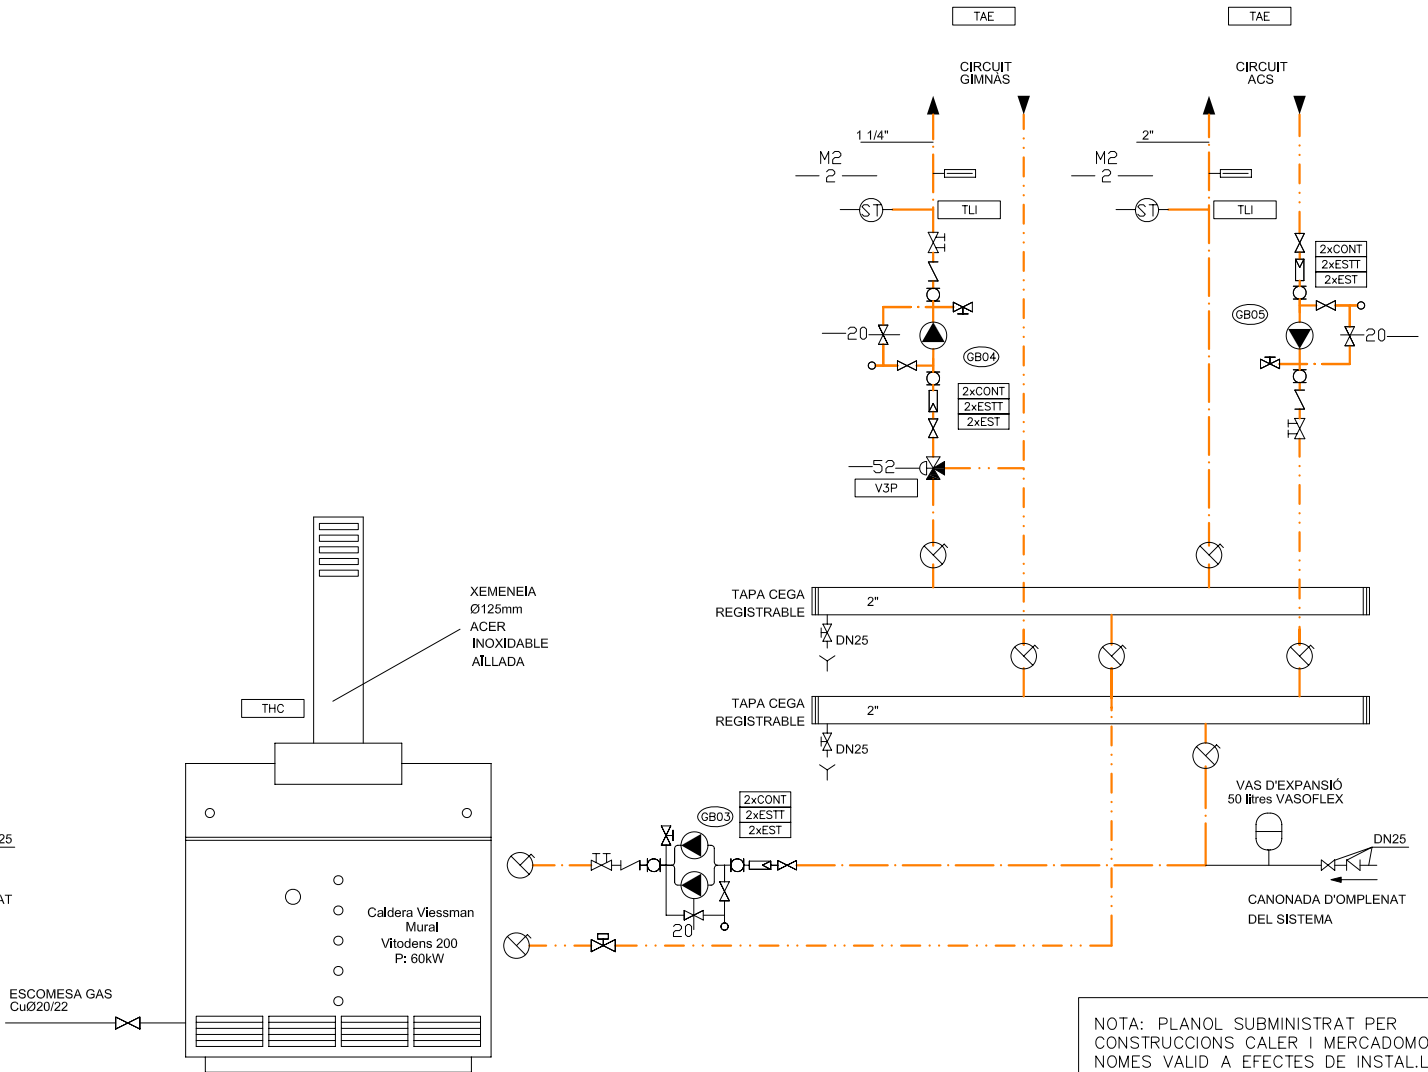 TAE
TAE
CIRCUIT
GIMNÀS
CIRCUIT
ACS
1 1/4"
2"
M2
2
M2
2
ST
TLI
ST
TLI
2xCONT
2xESTT
2xEST
GB05
20
20
GB04
2xCONT
2xESTT
2xEST
52
V3P
XEMENEIA
Ø125mm
ACER
INOXIDABLE
AÏLLADA
TAPA CEGA
REGISTRABLE
2"
DN25
THC
TAPA CEGA
REGISTRABLE
2"
DN25
VAS D'EXPANSIÓ
50 litres VASOFLEX
2xCONT
2xESTT
2xEST
GB03
25
DN25
AT
CANONADA D'OMPLENAT
DEL SISTEMA
Caldera Viessman
Mural
Vitodens 200
P: 60kW
20
ESCOMESA GAS
CuØ20/22
NOTA: PLANOL SUBMINISTRAT PER
CONSTRUCCIONS CALER I MERCADOMO
NOMES VALID A EFECTES DE INSTAL.L